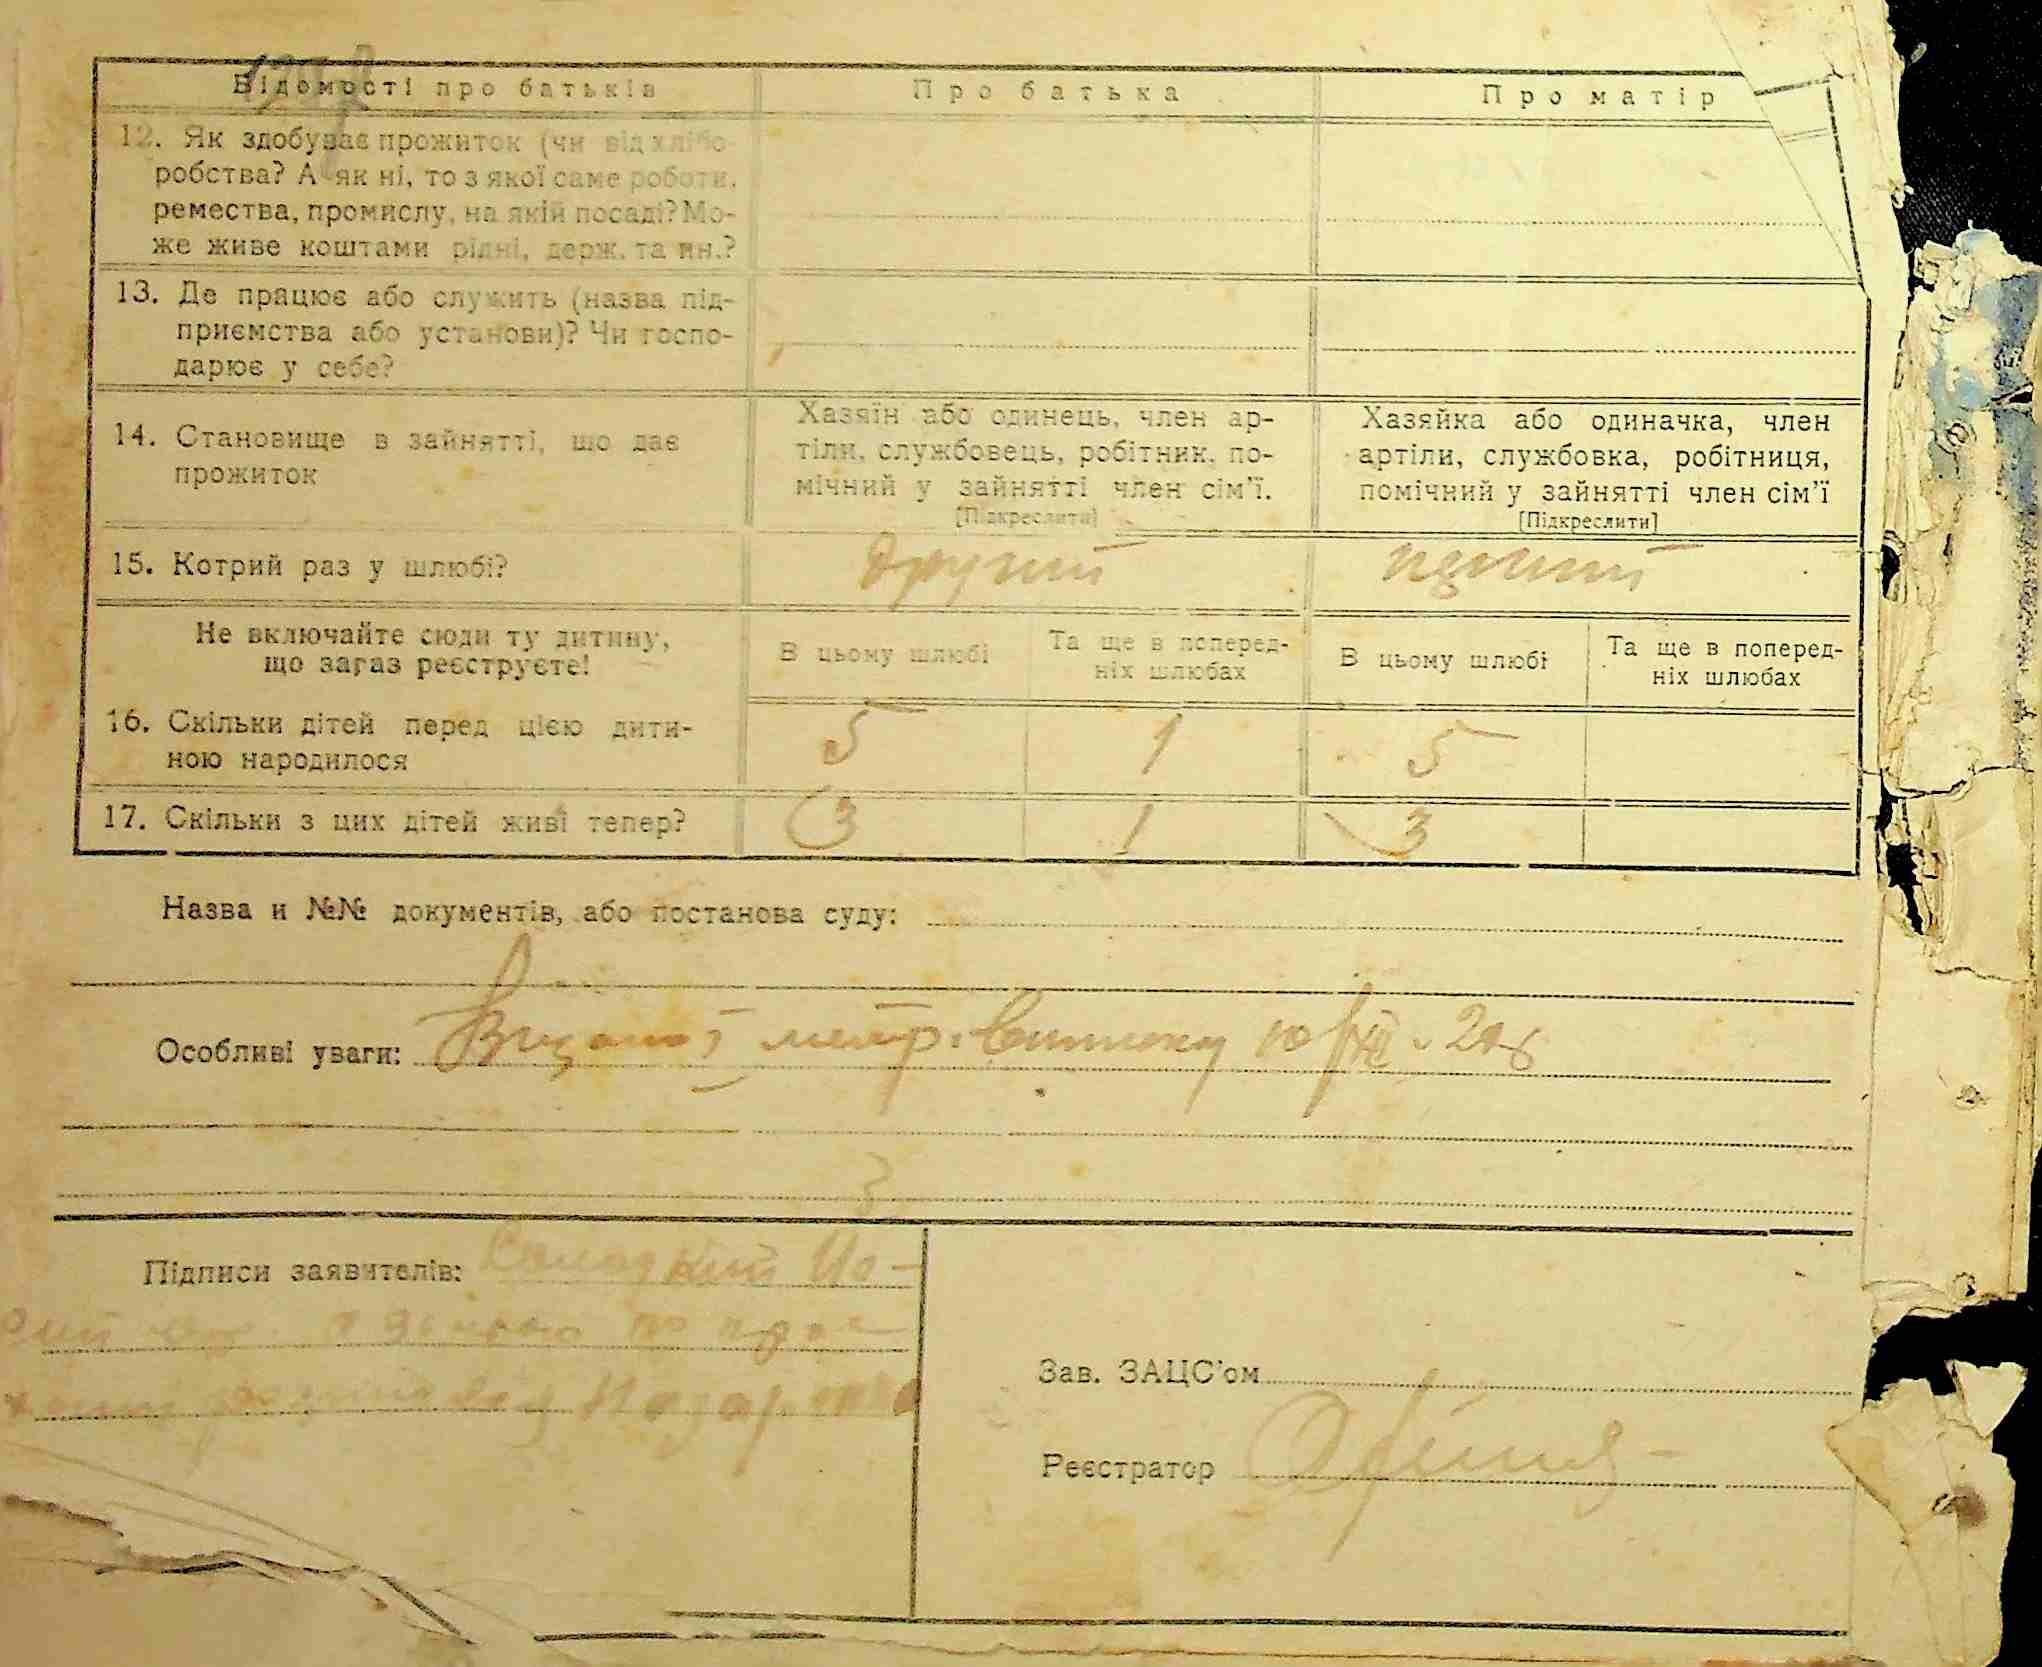 Відомості про батьків
Про батька
Про матір
12. Як здобуває прожиток (чи від хлібо-
робства? А як ні, то з якої саме роботи,
ремества, промислу, на якій посаді? Мо-
же живе коштами рідні, держ. та ин.?
13. Де працює або служить (назва під-
приємства або установи)? Чи госпо-
дарює у себе?
14. Становище в зайнятті, що дає
прожиток
Хазяїн або одинець, член ар-
тіли, службовець, робітник, по-
мічний у зайнятті член сім'ї.
[Підкреслити]
Хазяйка або одиначка, член
артіли, службовка, робітниця,
помічний у зайнятті член сім'ї
[Підкреслити]
15. Котрий раз у шлюбі?
другий
перший
Не включайте сюди ту дитину,
що зараз реєструєте!
В цьому шлюбі
Та ще в поперед-
ніх шлюбах
В цьому шлюбі
Та ще в поперед-
ніх шлюбах
16. Скільки дітей перед цією дити-
ною народилося
5
1
5
17. Скільки з цих дітей живі тепер?
3
1
3
Назва и №№ документів, або постанова суду:
Особливі уваги:
Підписи заявителів:
Зав. ЗАЦС'ом
Реєстратор